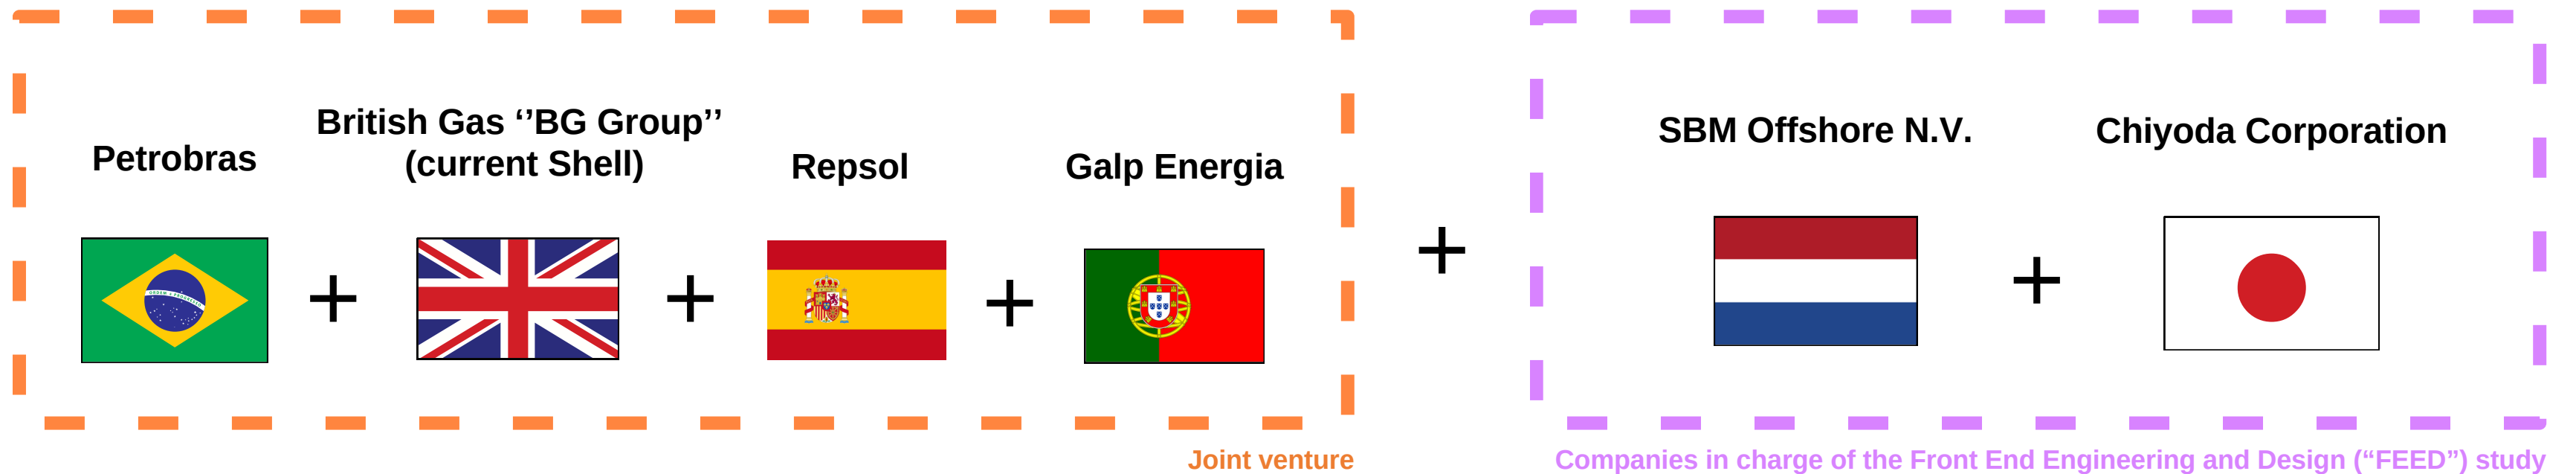 Petrobras
British Gas ‘’BG Group’’
(current Shell)
Repsol
Galp Energia
Joint venture
SBM Offshore N.V.
Chiyoda Corporation
Companies in charge of the Front End Engineering and Design (“FEED”) study